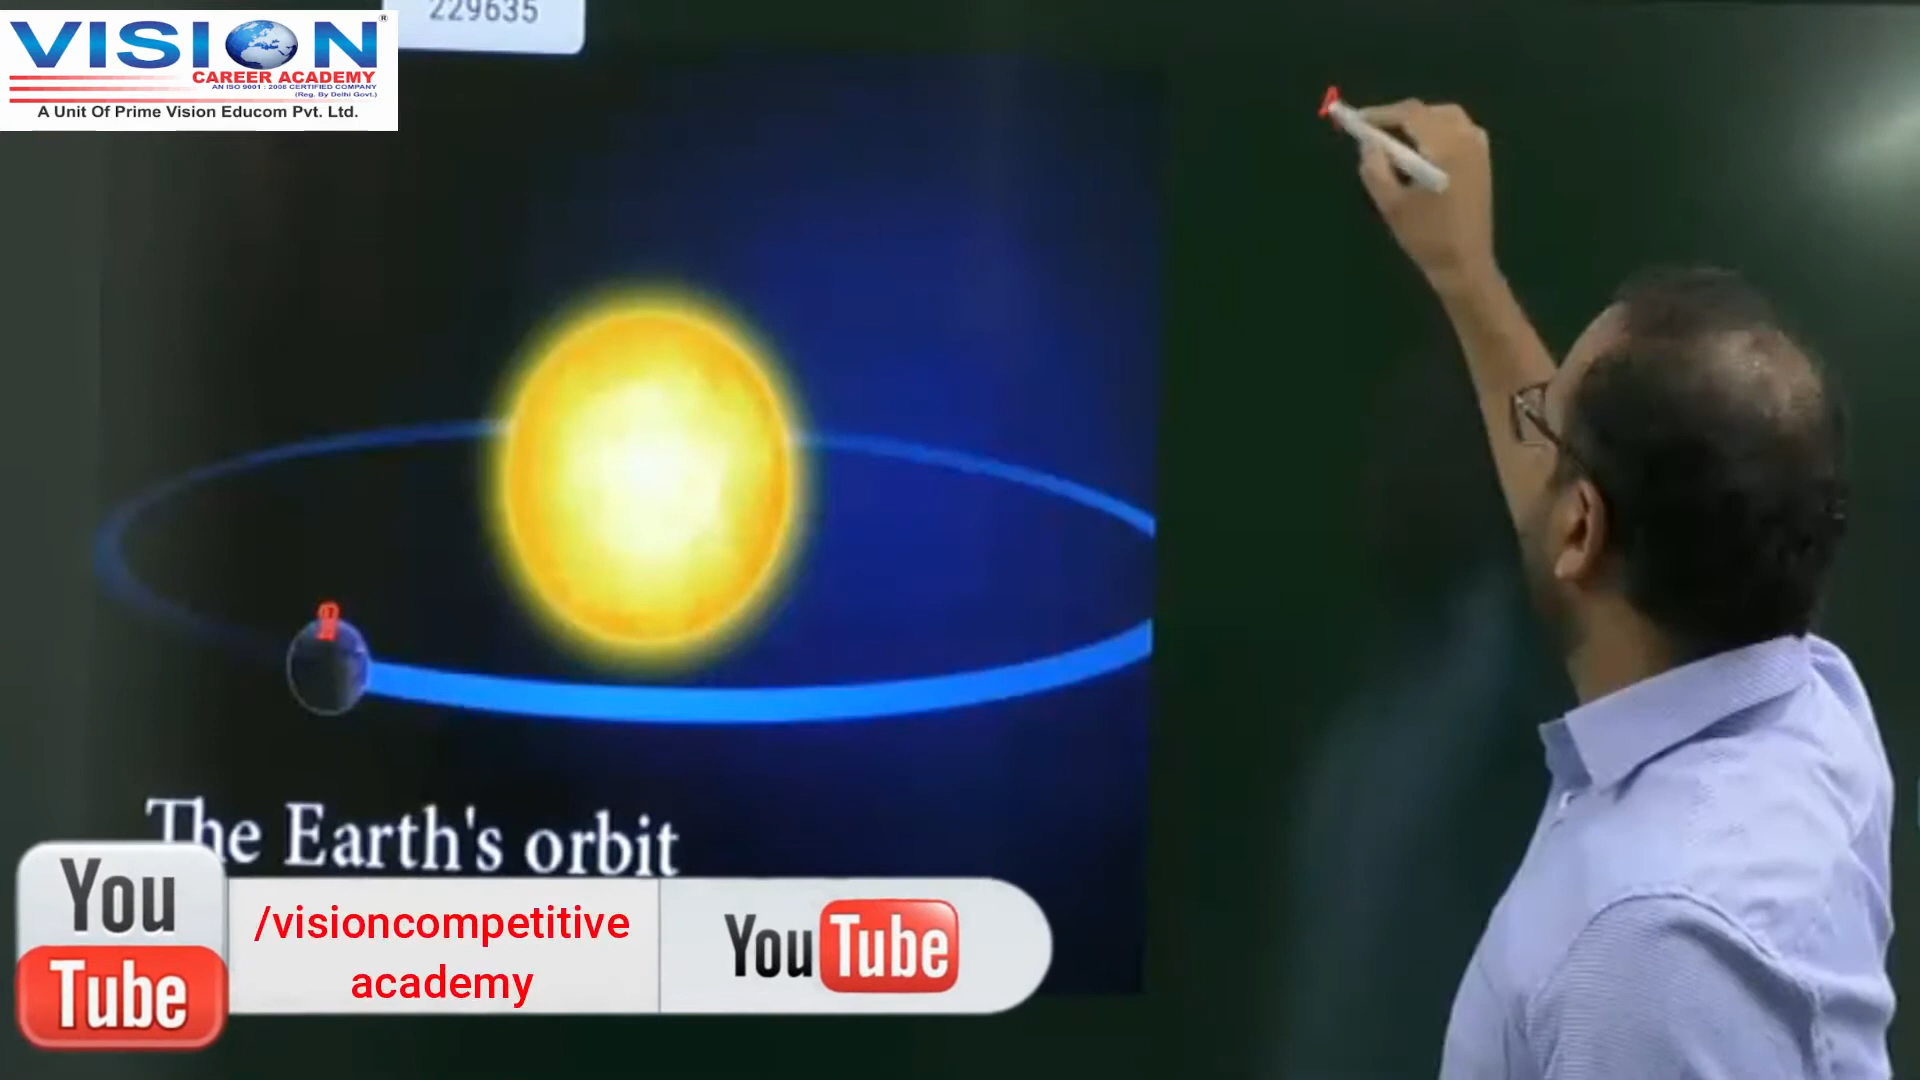 229635
VISION®
CAREER ACADEMY
AN ISO 9001 : 2008 CERTIFIED COMPANY
(Reg. By Delhi Govt.)
A Unit Of Prime Vision Educom Pvt. Ltd.
The Earth's orbit
You
Tube
/visioncompetitive
academy
YouTube